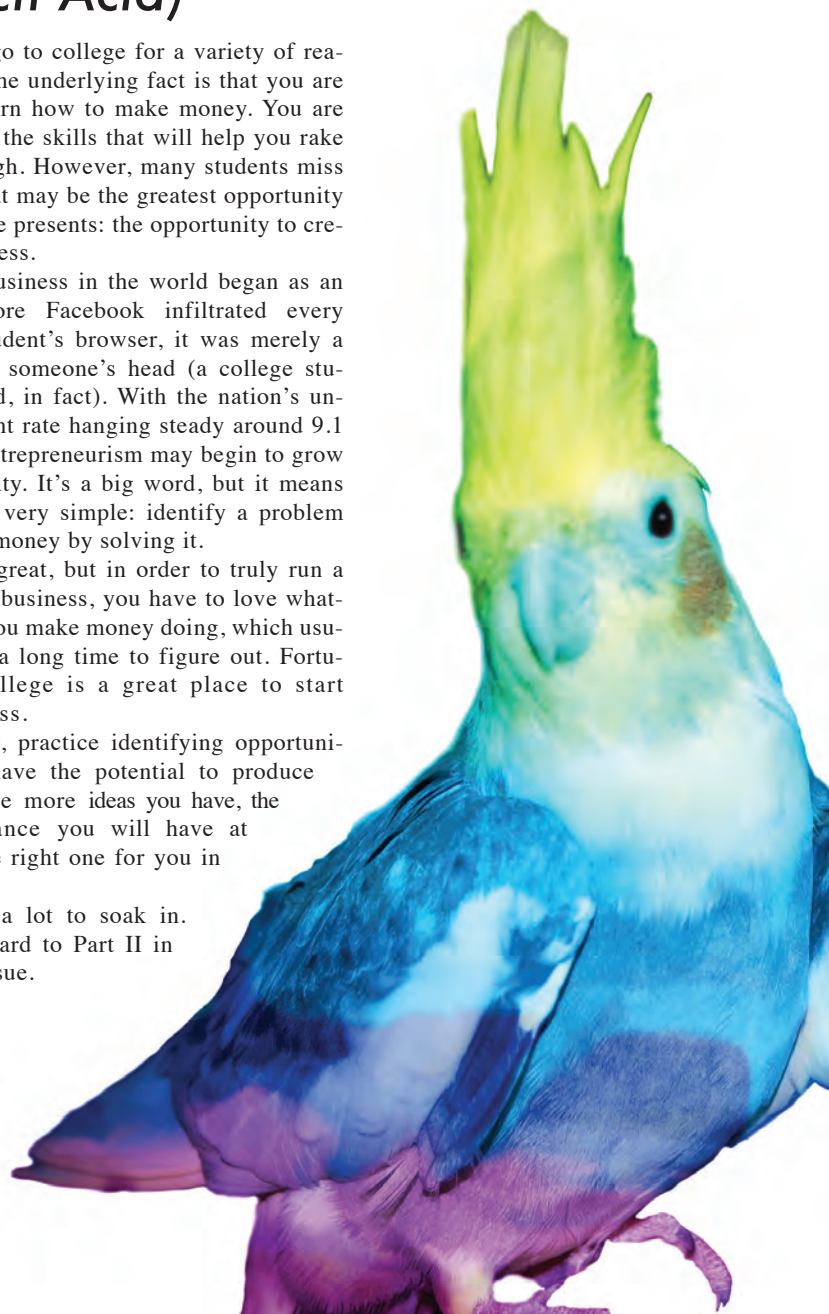 Acid)
go to college for a variety of rea-
he underlying fact is that you are
rn how to make money. You are
the skills that will help you rake
gh. However, many students miss
t may be the greatest opportunity
e presents: the opportunity to cre-
ess.
usiness in the world began as an
ore Facebook infiltrated every
udent's browser, it was merely a
someone's head (a college stu-
d, in fact). With the nation's un-
nt rate hanging steady around 9.1
trepreneurism may begin to grow
ity. It's a big word, but it means
very simple: identify a problem
money by solving it.
great, but in order to truly run a
business, you have to love what-
ou make money doing, which usu-
a long time to figure out. Fortu-
llege is a great place to start
ss.
, practice identifying opportuni-
ave the potential to produce
e more ideas you have, the
ance you will have at
e right one for you in
a lot to soak in.
ard to Part II in
sue.